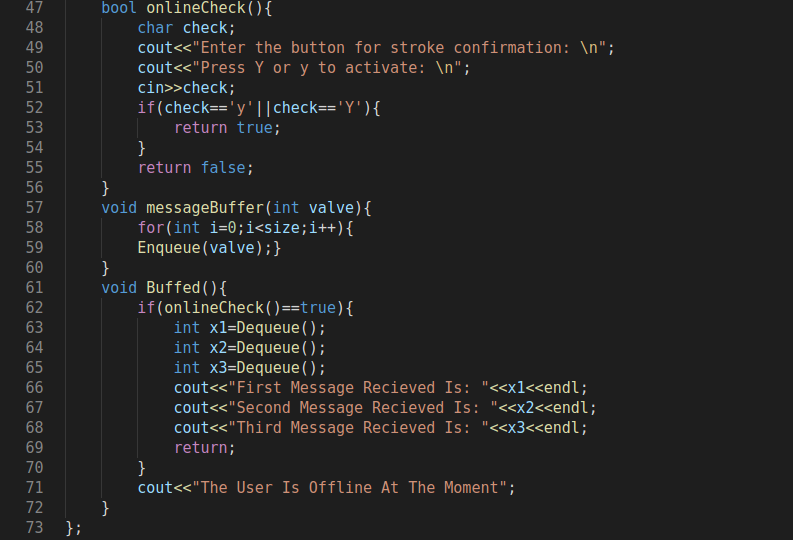 47 bool onlineCheck(){
48 char check;
49 cout<<"Enter the button for stroke confirmation: \n";
50 cout<<"Press Y or y to activate: \n";
51 cin>>check;
52 if(check=='y'||check=='Y'){
53 return true;
54 }
55 return false;
56 }
57 void messageBuffer(int valve){
58 for(int i=0;i<size;i++){
59 Enqueue(valve);}
60 }
61 void Buffed(){
62 if(onlineCheck()==true){
63 int x1=Dequeue();
64 int x2=Dequeue();
65 int x3=Dequeue();
66 cout<<"First Message Recieved Is: "<<x1<<endl;
67 cout<<"Second Message Recieved Is: "<<x2<<endl;
68 cout<<"Third Message Recieved Is: "<<x3<<endl;
69 return;
70 }
71 cout<<"The User Is Offline At The Moment";
72 }
73 };